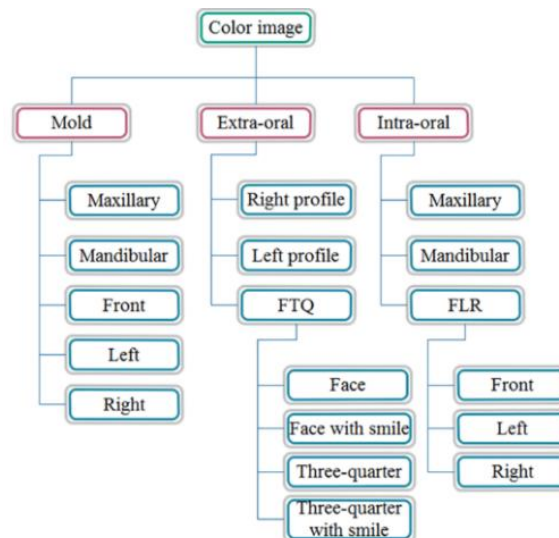 Color image
Mold
Extra-oral
Intra-oral
Maxillary
Right profile
Maxillary
Mandibular
Left profile
Mandibular
Front
FTQ
FLR
Left
Right
Face
Front
Face with smile
Left
Three-quarter
Right
Three-quarter
with smile